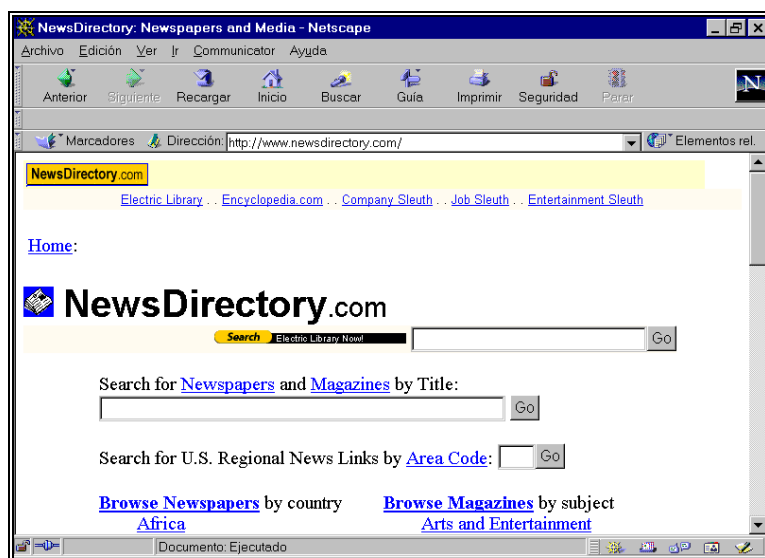 NewsDirectory: Newspapers and Media - Netscape
Archivo Edición Ver Ir Communicator Ayuda
Anterior Siguiente Recargar Inicio Buscar Guía Imprimir Seguridad Parar
N
Marcadores Dirección: http://www.newsdirectory.com/ Elementos rel.
NewsDirectory.com
Electric Library . . Encyclopedia.com . . Company Sleuth . . Job Sleuth . . Entertainment Sleuth
Home:
NewsDirectory.com
Search Electric Library Now! Go
Search for Newspapers and Magazines by Title:
Go
Search for U.S. Regional News Links by Area Code: Go
Browse Newspapers by country Browse Magazines by subject
Africa Arts and Entertainment
Documento: Ejecutado